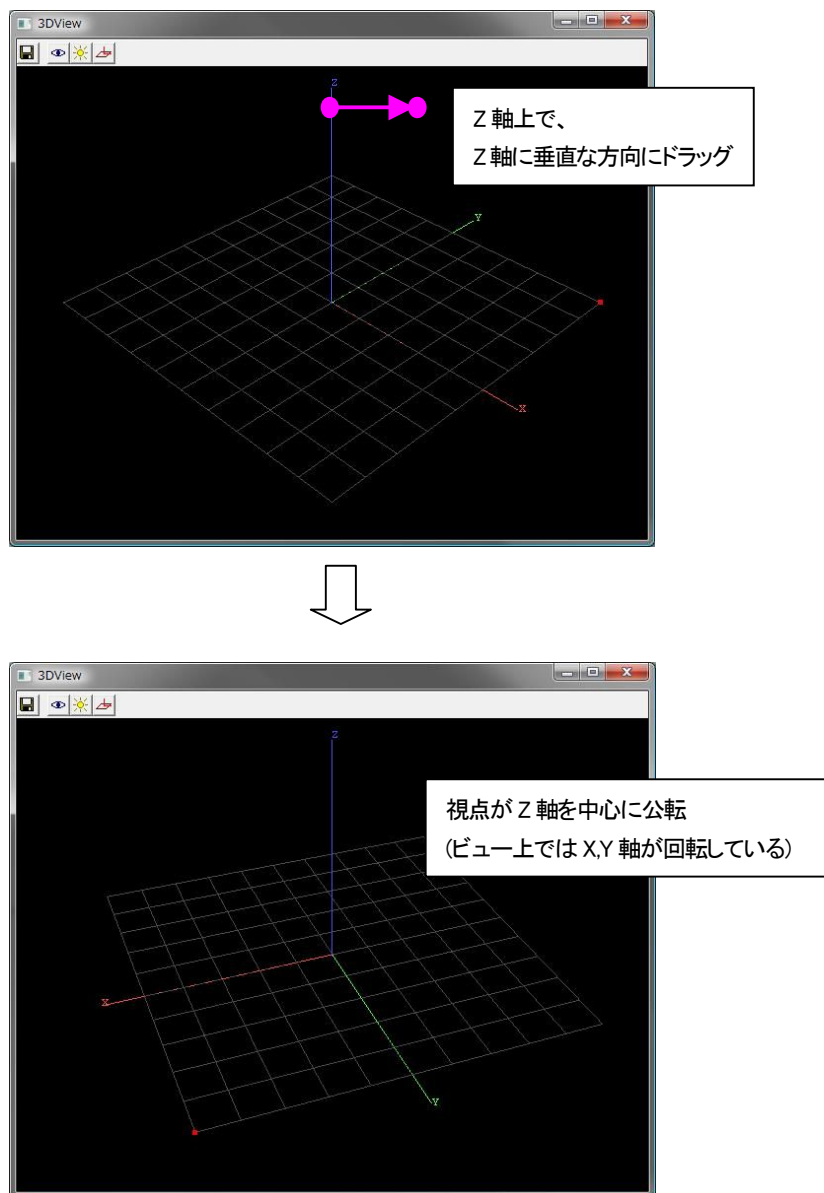 3DView
Z
Z 軸上で、
Z 軸に垂直な方向にドラッグ
Y
X
3DView
Z
視点が Z 軸を中心に公転
(ビュー上では X,Y 軸が回転している)
X
Y